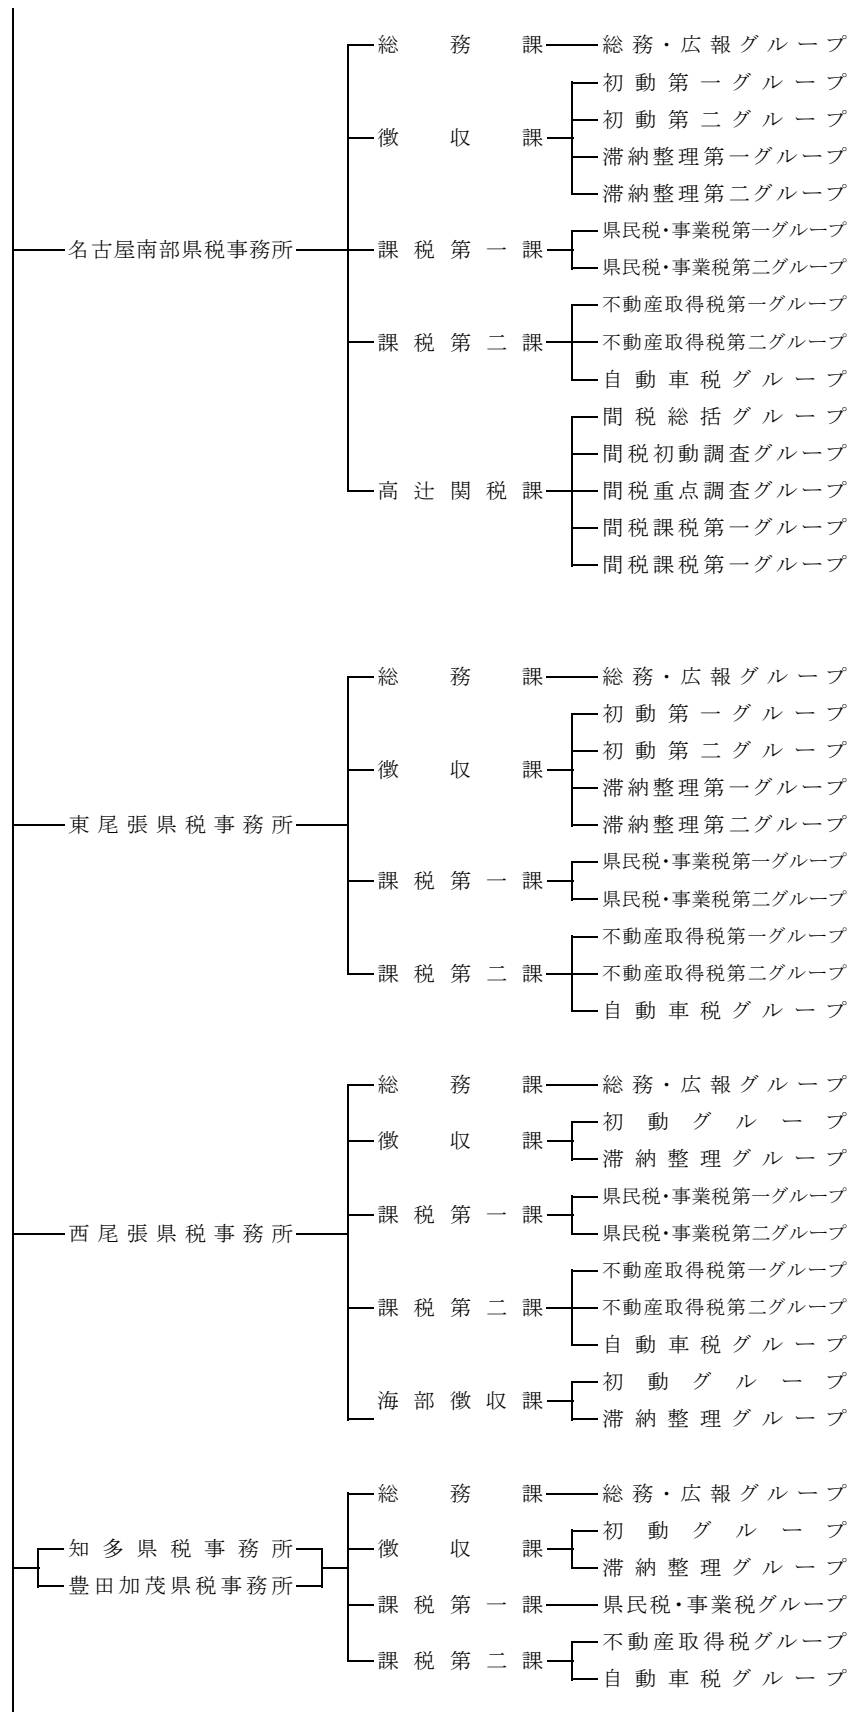 総務課 総務・広報グループ
初動第一グループ
初動第二グループ
徴収課
滞納整理第一グループ
滞納整理第二グループ
県民税・事業税第一グループ
名古屋南部県税事務所 課税第一課
県民税・事業税第二グループ
不動産取得税第一グループ
課税第二課 不動産取得税第二グループ
自動車税グループ
間税総括グループ
間税初動調査グループ
高辻関税課 間税重点調査グループ
間税課税第一グループ
間税課税第一グループ
総務課 総務・広報グループ
初動第一グループ
初動第二グループ
徴収課
滞納整理第一グループ
東尾張県税事務所 滞納整理第二グループ
県民税・事業税第一グループ
課税第一課
県民税・事業税第二グループ
不動産取得税第一グループ
課税第二課 不動産取得税第二グループ
自動車税グループ
総務課 総務・広報グループ
初動グループ
徴収課
滞納整理グループ
県民税・事業税第一グループ
課税第一課
西尾張県税事務所 県民税・事業税第二グループ
不動産取得税第一グループ
課税第二課 不動産取得税第二グループ
自動車税グループ
初動グループ
海部徴収課
滞納整理グループ
総務課 総務・広報グループ
初動グループ
知多県税事務所 徴収課
滞納整理グループ
豊田加茂県税事務所
課税第一課 県民税・事業税グループ
不動産取得税グループ
課税第二課
自動車税グループ